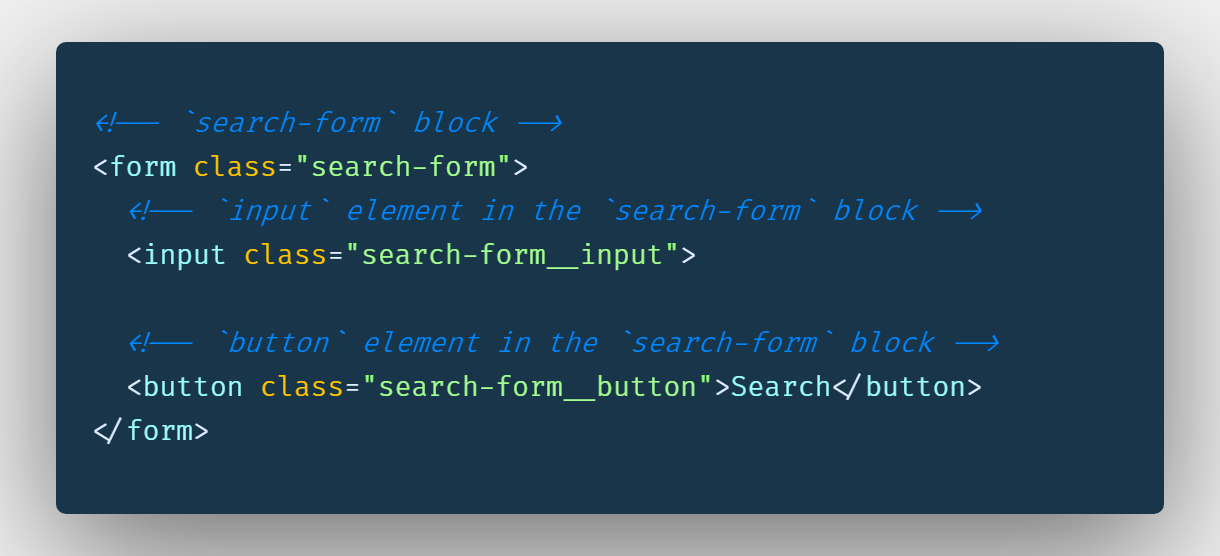 <!-- `search-form` block -->
<form class="search-form">
<!-- `input` element in the `search-form` block -->
<input class="search-form__input">
<!-- `button` element in the `search-form` block -->
<button class="search-form__button">Search</button>
</form>